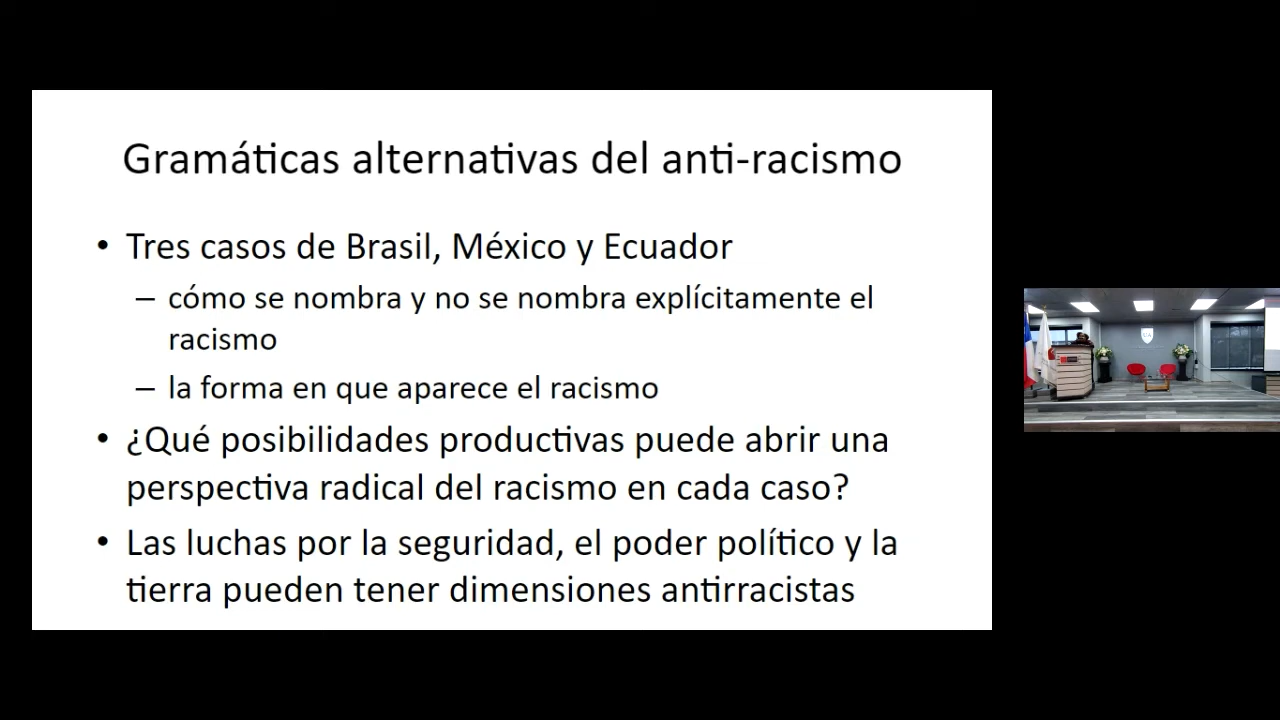 Gramáticas alternativas del anti-racismo
• Tres casos de Brasil, México y Ecuador
– cómo se nombra y no se nombra explícitamente el
racismo
– la forma en que aparece el racismo
• ¿Qué posibilidades productivas puede abrir una
perspectiva radical del racismo en cada caso?
• Las luchas por la seguridad, el poder político y la
tierra pueden tener dimensiones antirracistas